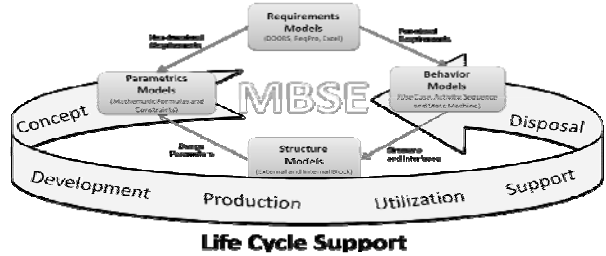 Requirements
Models
(DOORS, ReqPro, Excel)
Non-functional
Requirements
Functional
Requirements
Parametrics
Models
(Mathematic Formulas and
Constraints)
MBSE
Behavior
Models
(Use Case, Activity, Sequence
and State Machine)
Concept
Disposal
Design
Parameters
Structure
Models
(External and Internal Block)
Structure
and Interfaces
Development
Production
Utilization
Support
Life Cycle Support